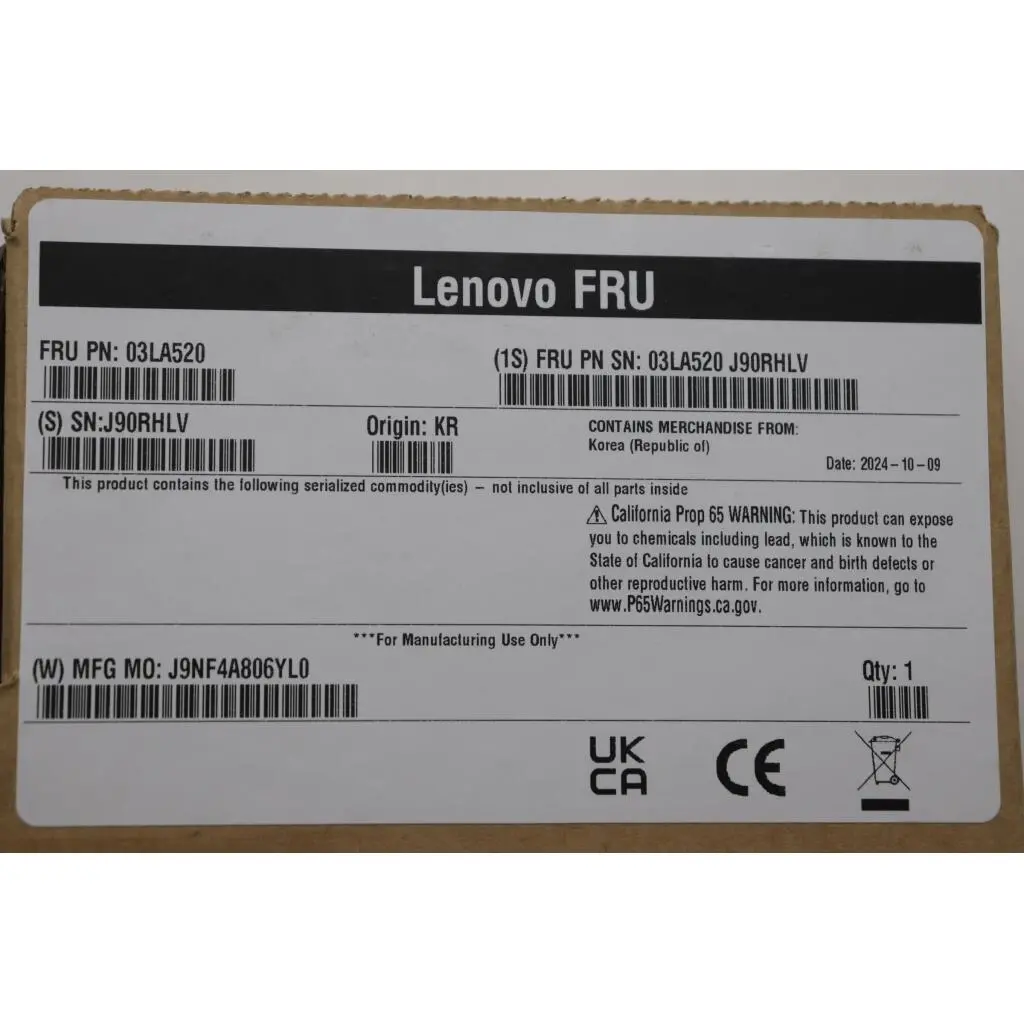 Lenovo FRU
FRU PN: 03LA520
(1S) FRU PN SN: 03LA520 J90RHLV
(S) SN:J90RHLV
Origin: KR
CONTAINS MERCHANDISE FROM:
Korea (Republic of)
Date: 2024-10-09
This product contains the following serialized commodity(ies) – not inclusive of all parts inside
⚠ California Prop 65 WARNING: This product can expose
you to chemicals including lead, which is known to the
State of California to cause cancer and birth defects or
other reproductive harm. For more information, go to
www.P65Warnings.ca.gov.
***For Manufacturing Use Only***
(W) MFG MO: J9NF4A806YL0
Qty: 1
UK
CA
CE